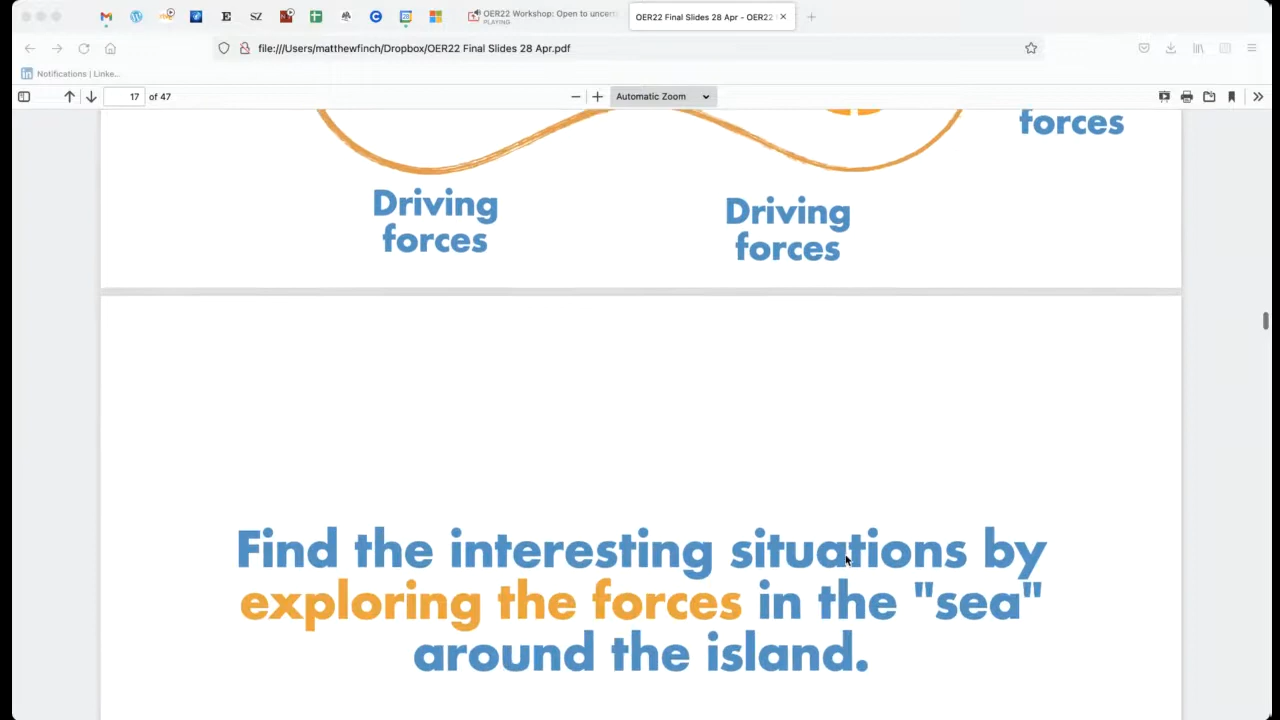 OER22 Workshop: Open to uncert
PLAYING
OER22 Final Slides 28 Apr - OER22
file:///Users/matthewfinch/Dropbox/OER22 Final Slides 28 Apr.pdf
Notifications | Linke...
17 of 47
Automatic Zoom
forces
Driving
forces
Driving
forces
Find the interesting situations by
exploring the forces in the "sea"
around the island.